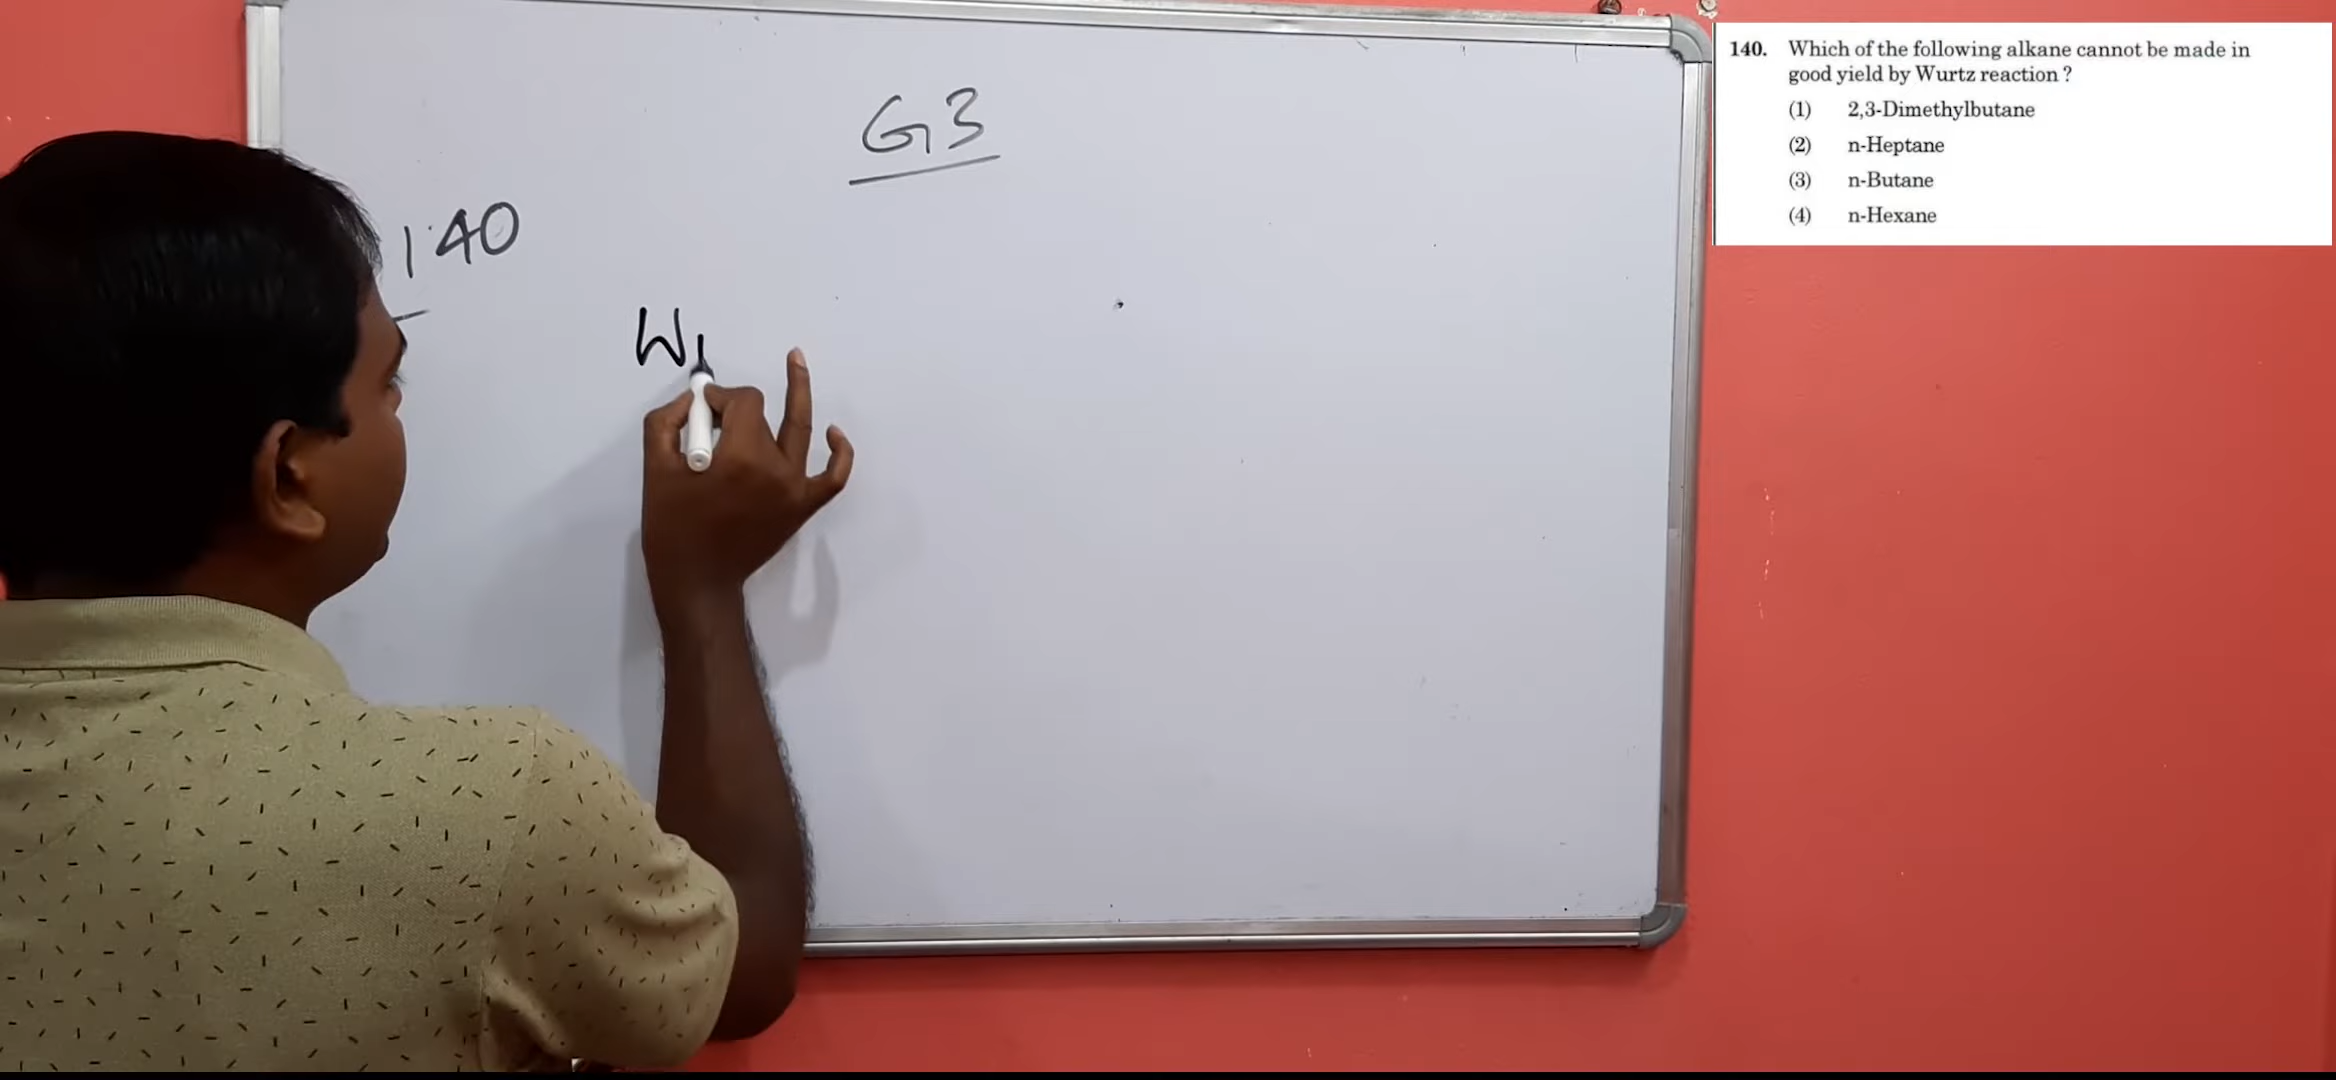 G3
140
W
140. Which of the following alkane cannot be made in
good yield by Wurtz reaction ?
(1) 2,3-Dimethylbutane
(2) n-Heptane
(3) n-Butane
(4) n-Hexane